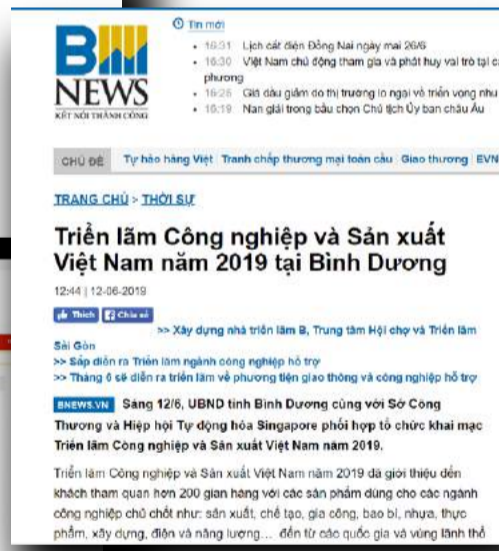 Tin mới
16:31 Lịch cắt điện Đồng Nai ngày mai 26/6
16:30 Việt Nam chủ động tham gia và phát huy vai trò tại
phương
16:26 Giá dầu giảm do thị trường lo ngại về triển vọng nhu
16:19 Nan giải trong bầu chọn Chủ tịch Ủy ban châu Âu
BNEWS
KẾT NỐI THÀNH CÔNG
CHỦ ĐỀ Tự hào hàng Việt Tranh chấp thương mại toàn cầu Giao thương EVN
TRANG CHỦ > THỜI SỰ
Triển lãm Công nghiệp và Sản xuất
Việt Nam năm 2019 tại Bình Dương
12:44 | 12-06-2019
Thích Chia sẻ
>> Xây dựng nhà triển lãm B, Trung tâm Hội chợ và Triển lãm
Sài Gòn
>> Sắp diễn ra Triển lãm ngành công nghiệp hỗ trợ
>> Tháng 6 sẽ diễn ra triển lãm về phương tiện giao thông và công nghiệp hỗ trợ
BNEWS.VN Sáng 12/6, UBND tỉnh Bình Dương cùng với Sở Công
Thương và Hiệp hội Tự động hóa Singapore phối hợp tổ chức khai mạc
Triển lãm Công nghiệp và Sản xuất Việt Nam năm 2019.
Triển lãm Công nghiệp và Sản xuất Việt Nam năm 2019 đã giới thiệu đến
khách tham quan hơn 200 gian hàng với các sản phẩm dùng cho các ngành
công nghiệp chủ chốt như: sản xuất, chế tạo, gia công, bao bì, nhựa, thực
phẩm, xây dựng, điện và năng lượng… đến từ các quốc gia và vùng lãnh thổ